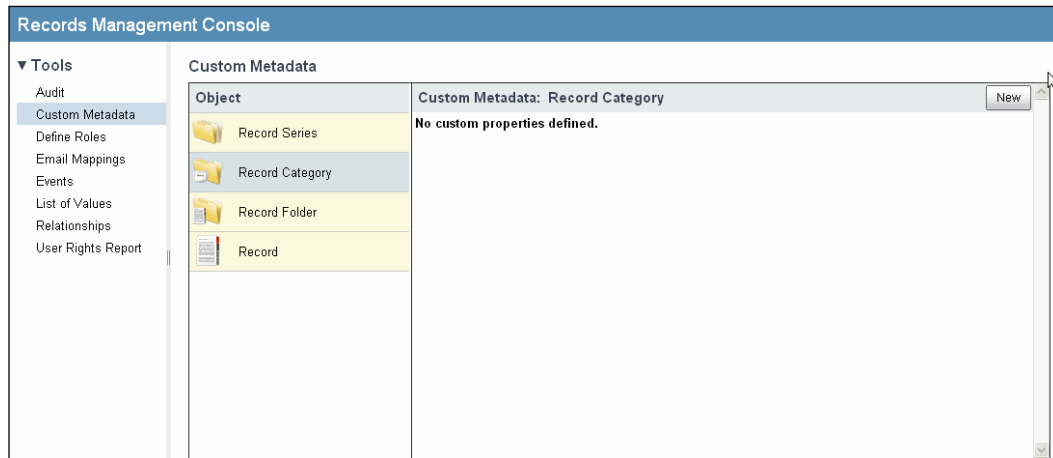 Records Management Console
▼ Tools
Audit
Custom Metadata
Define Roles
Email Mappings
Events
List of Values
Relationships
User Rights Report
Custom Metadata
Object
Record Series
Record Category
Record Folder
Record
Custom Metadata: Record Category
New
No custom properties defined.